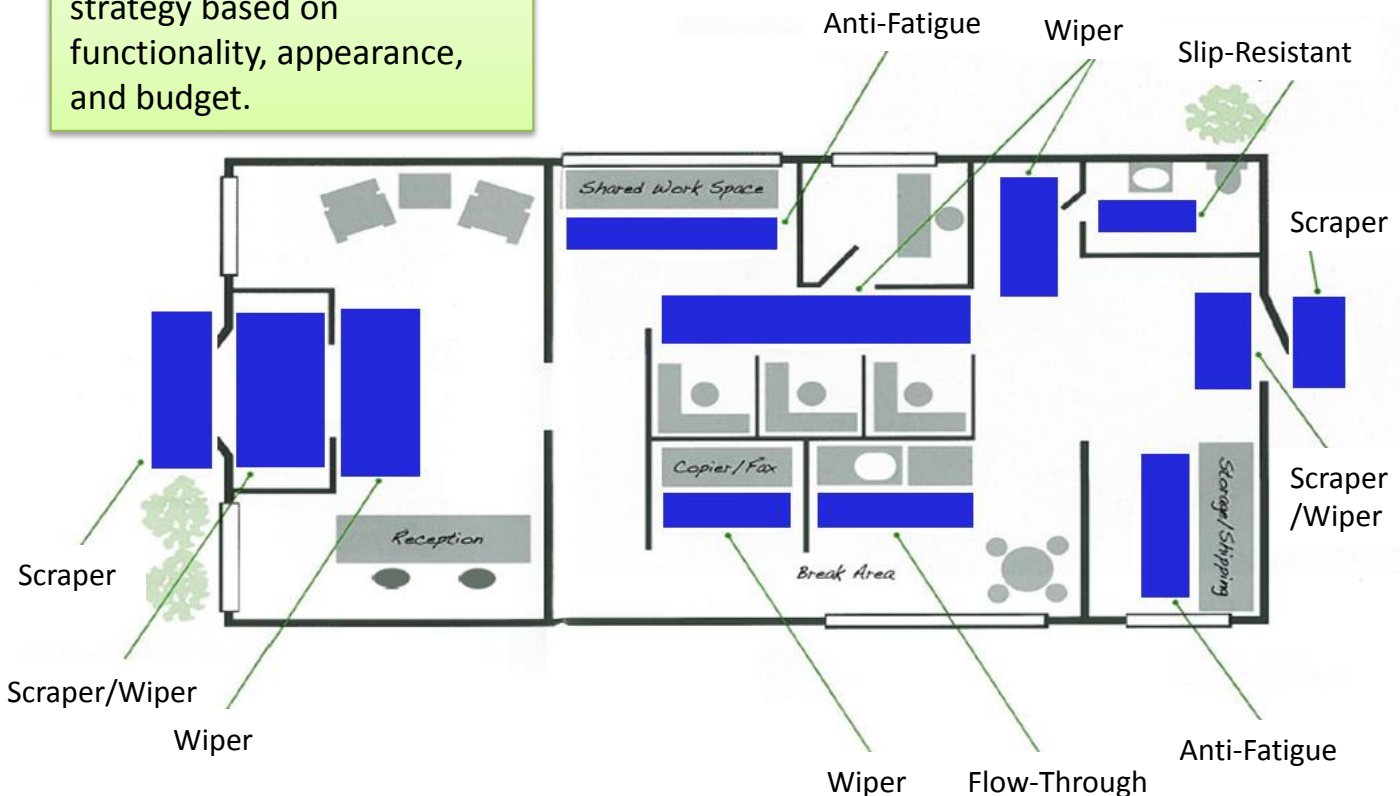 strategy based on
functionality, appearance,
and budget.
Anti-Fatigue
Wiper
Slip-Resistant
Shared Work Space
Scraper
Copier/Fax
Scraper
/Wiper
Storage/Shipping
Reception
Break Area
Scraper
Scraper/Wiper
Wiper
Anti-Fatigue
Wiper
Flow-Through